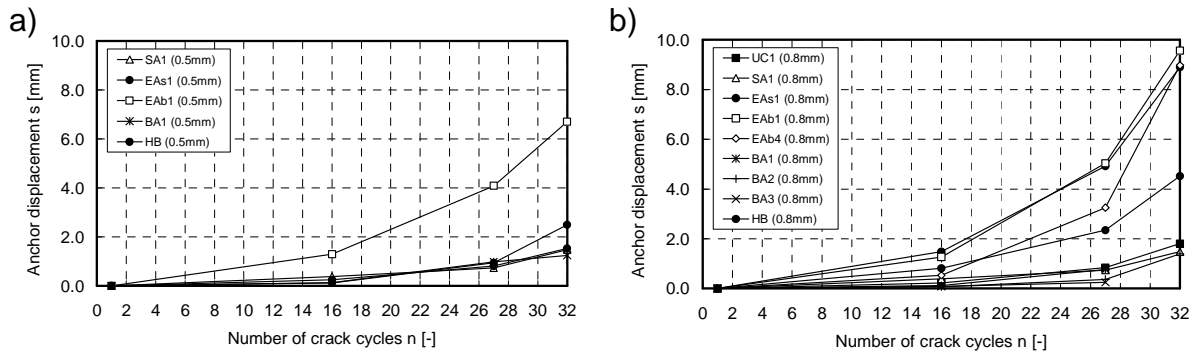 a)
Anchor displacement s [mm]
10.0
8.0
6.0
4.0
2.0
0.0
SA1 (0.5mm)
EAs1 (0.5mm)
EAb1 (0.5mm)
BA1 (0.5mm)
HB (0.5mm)
0 2 4 6 8 10 12 14 16 18 20 22 24 26 28 30 32
Number of crack cycles n [-]
b)
Anchor displacement s [mm]
10.0
8.0
6.0
4.0
2.0
0.0
UC1 (0.8mm)
SA1 (0.8mm)
EAs1 (0.8mm)
EAb1 (0.8mm)
EAb4 (0.8mm)
BA1 (0.8mm)
BA2 (0.8mm)
BA3 (0.8mm)
HB (0.8mm)
0 2 4 6 8 10 12 14 16 18 20 22 24 26 28 30 32
Number of crack cycles n [-]